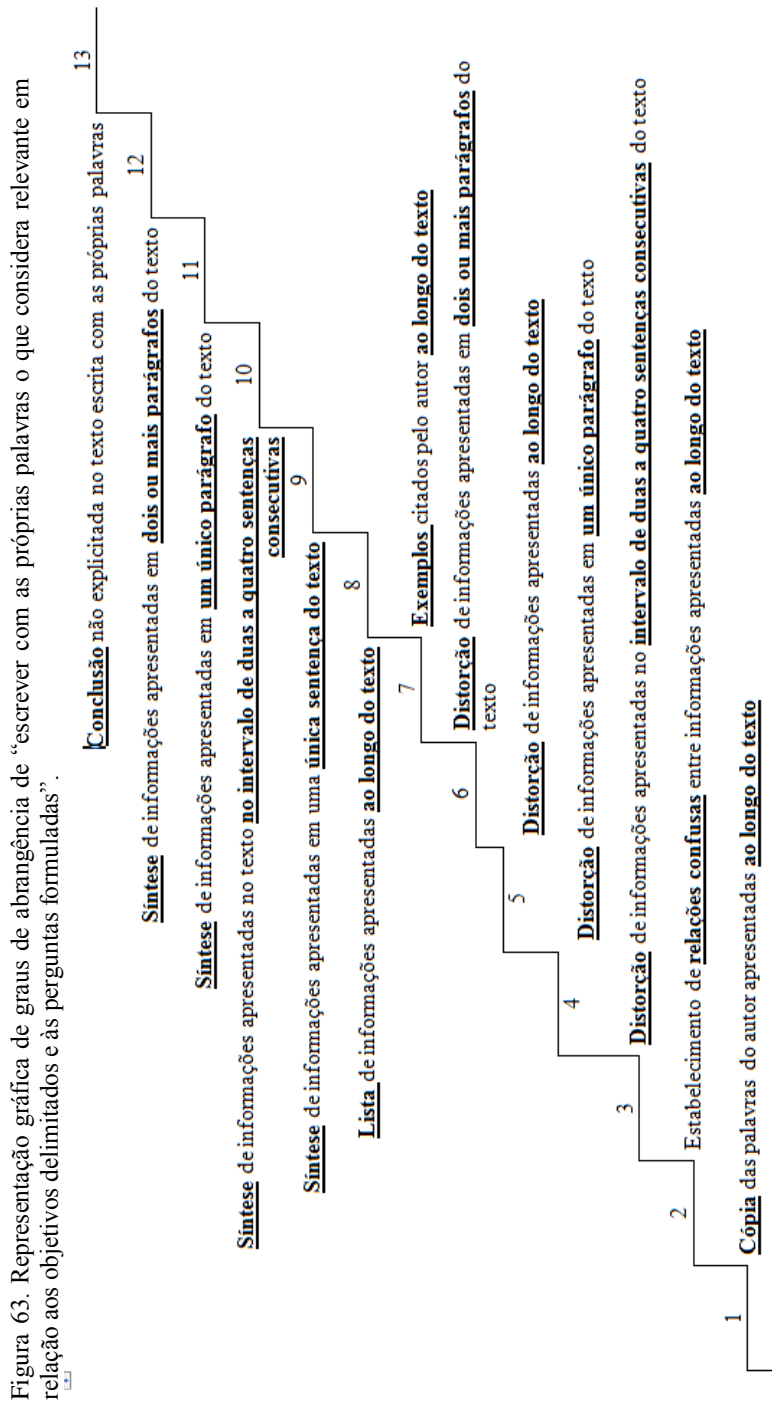 Figura 63. Representação gráfica de graus de abrangência de “escrever com as próprias palavras o que considera relevante em
relação aos objetivos delimitados e às perguntas formuladas”.
13
Conclusão não explicitada no texto escrita com as próprias palavras
12
Síntese de informações apresentadas em dois ou mais parágrafos do texto
11
Síntese de informações apresentadas em um único parágrafo do texto
10
Síntese de informações apresentadas no texto no intervalo de duas a quatro sentenças
consecutivas
9
Síntese de informações apresentadas em uma única sentença do texto
8
Lista de informações apresentadas ao longo do texto
7
Exemplos citados pelo autor ao longo do texto
6
Distorção de informações apresentadas em dois ou mais parágrafos do
texto
5
Distorção de informações apresentadas ao longo do texto
4
Distorção de informações apresentadas em um único parágrafo do texto
3
Distorção de informações apresentadas no intervalo de duas a quatro sentenças consecutivas do texto
2
Estabelecimento de relações confusas entre informações apresentadas ao longo do texto
1
Cópia das palavras do autor apresentadas ao longo do texto